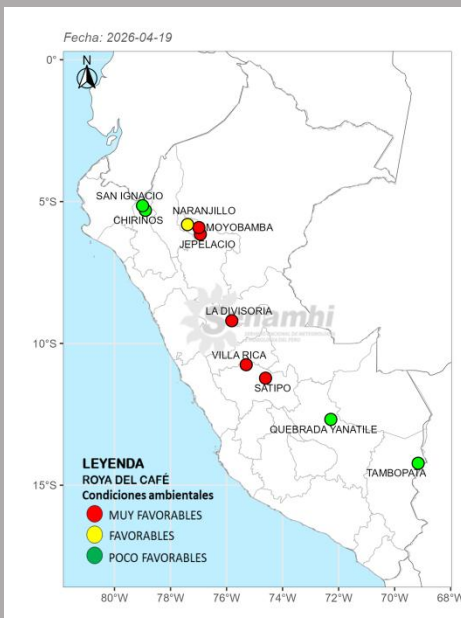 Fecha: 2026-04-19
N
0°
SAN IGNACIO
NARANJILLO
5°S
CHIRINOS
MOYOBAMBA
JEPELACIO
LA DIVISORIA
Senamhi
10°S
VILLA RICA
SATIPO
QUEBRADA YANATILE
TAMBOPATA
LEYENDA
ROYA DEL CAFÉ
Condiciones ambientales
15°S
MUY FAVORABLES
FAVORABLES
POCO FAVORABLES
80°W 78°W 76°W 74°W 72°W 70°W 68°W